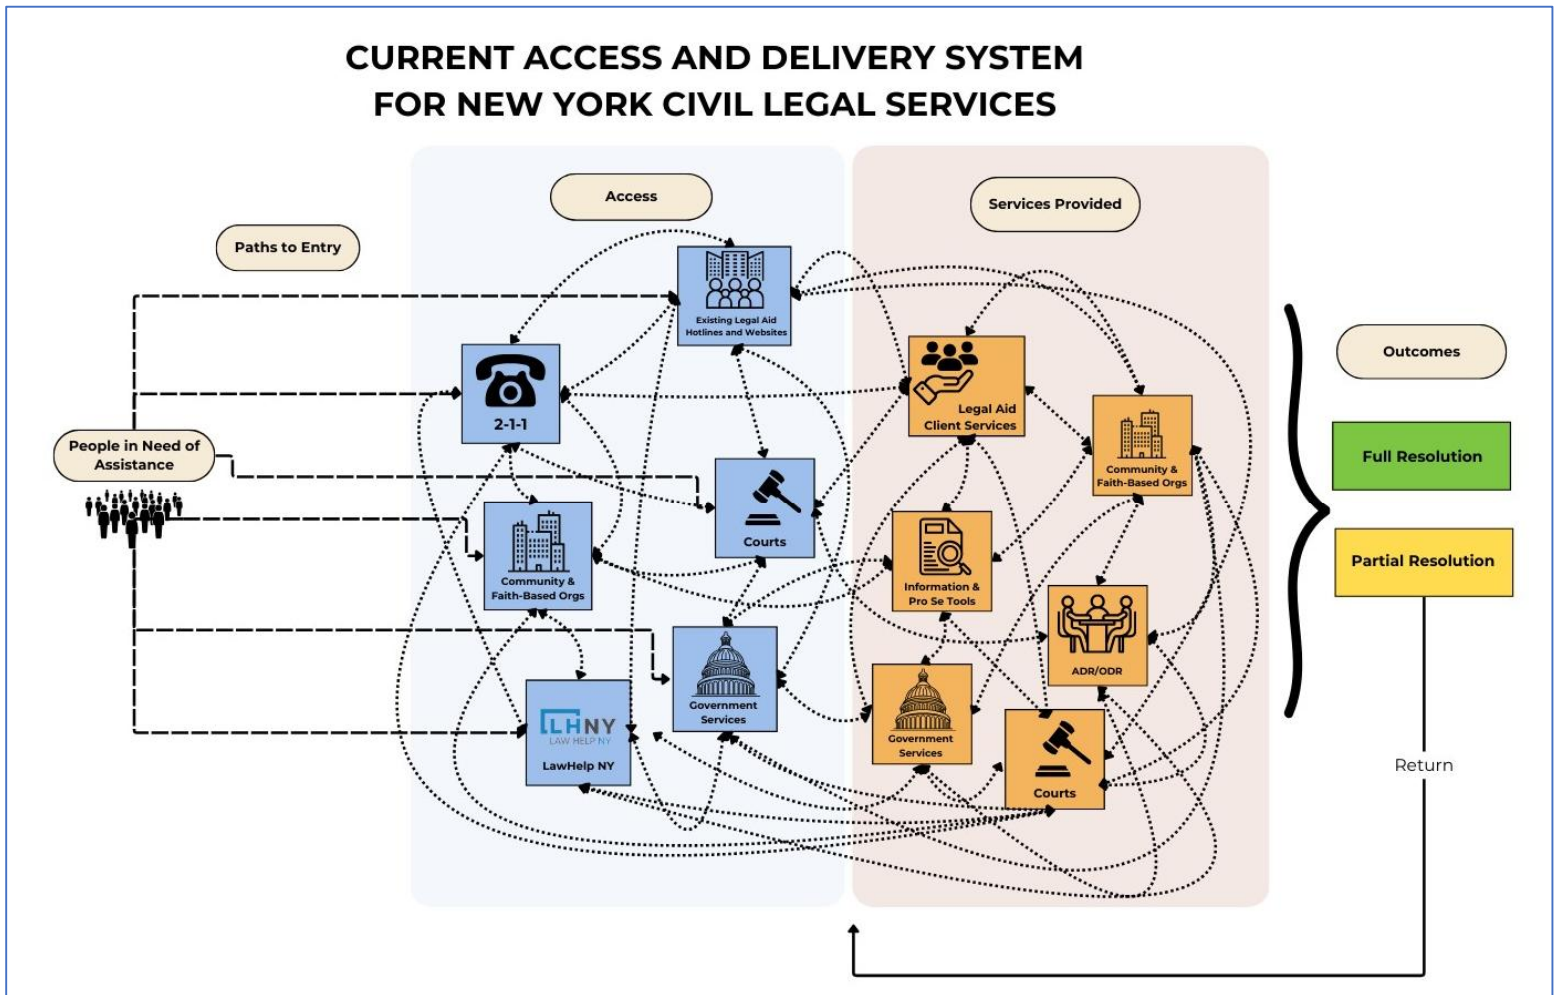 CURRENT ACCESS AND DELIVERY SYSTEM
FOR NEW YORK CIVIL LEGAL SERVICES
Paths to Entry
Access
Services Provided
Outcomes
People in Need of
Assistance
Existing Legal Aid
Hotlines and Websites
2-1-1
Courts
Community &
Faith-Based Orgs
Government
Services
LHNY
LAW HELP NY
LawHelp NY
Legal Aid
Client Services
Community &
Faith-Based Orgs
Information &
Pro Se Tools
ADR/ODR
Government
Services
Courts
Full Resolution
Partial Resolution
Return